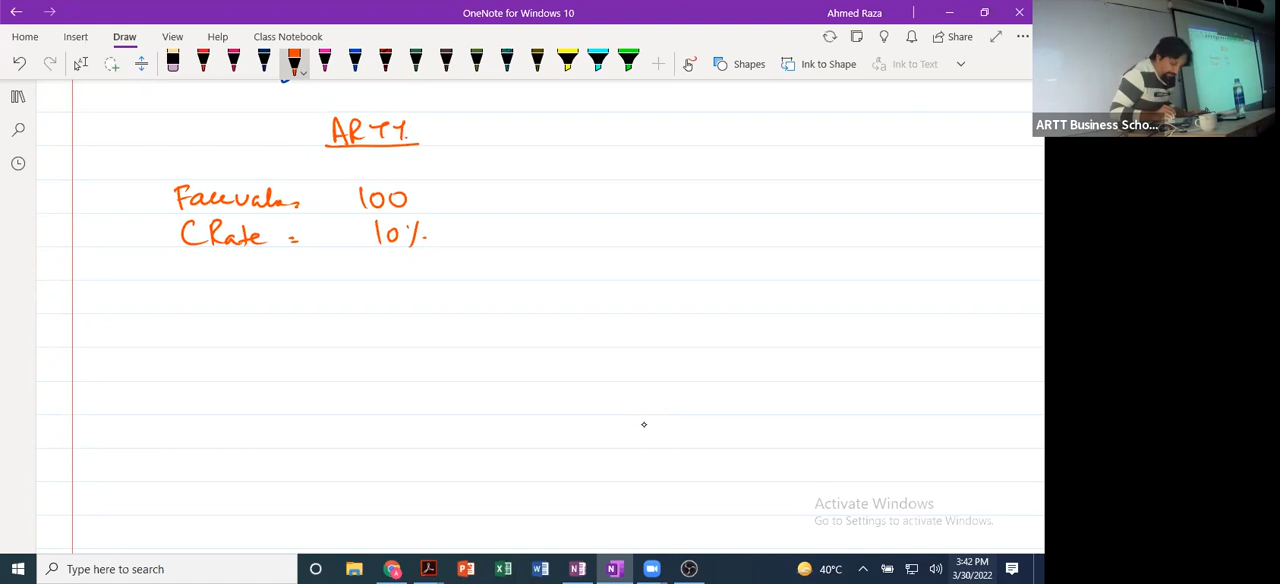 OneNote for Windows 10
Ahmed Raza
Home Insert Draw View Help Class Notebook
Share
Shapes Ink to Shape Ink to Text
ARTT Business Scho...
ARTT
Facevalue 100
CRate = 10%
Activate Windows
Go to Settings to activate Windows.
Type here to search
40°C
3:42 PM
3/30/2022